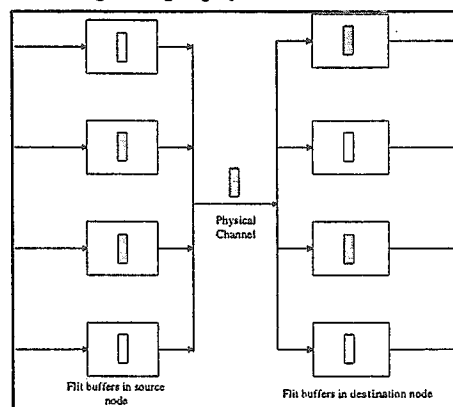 Physical
Channel
Flit buffers in source
node
Flit buffers in destination node